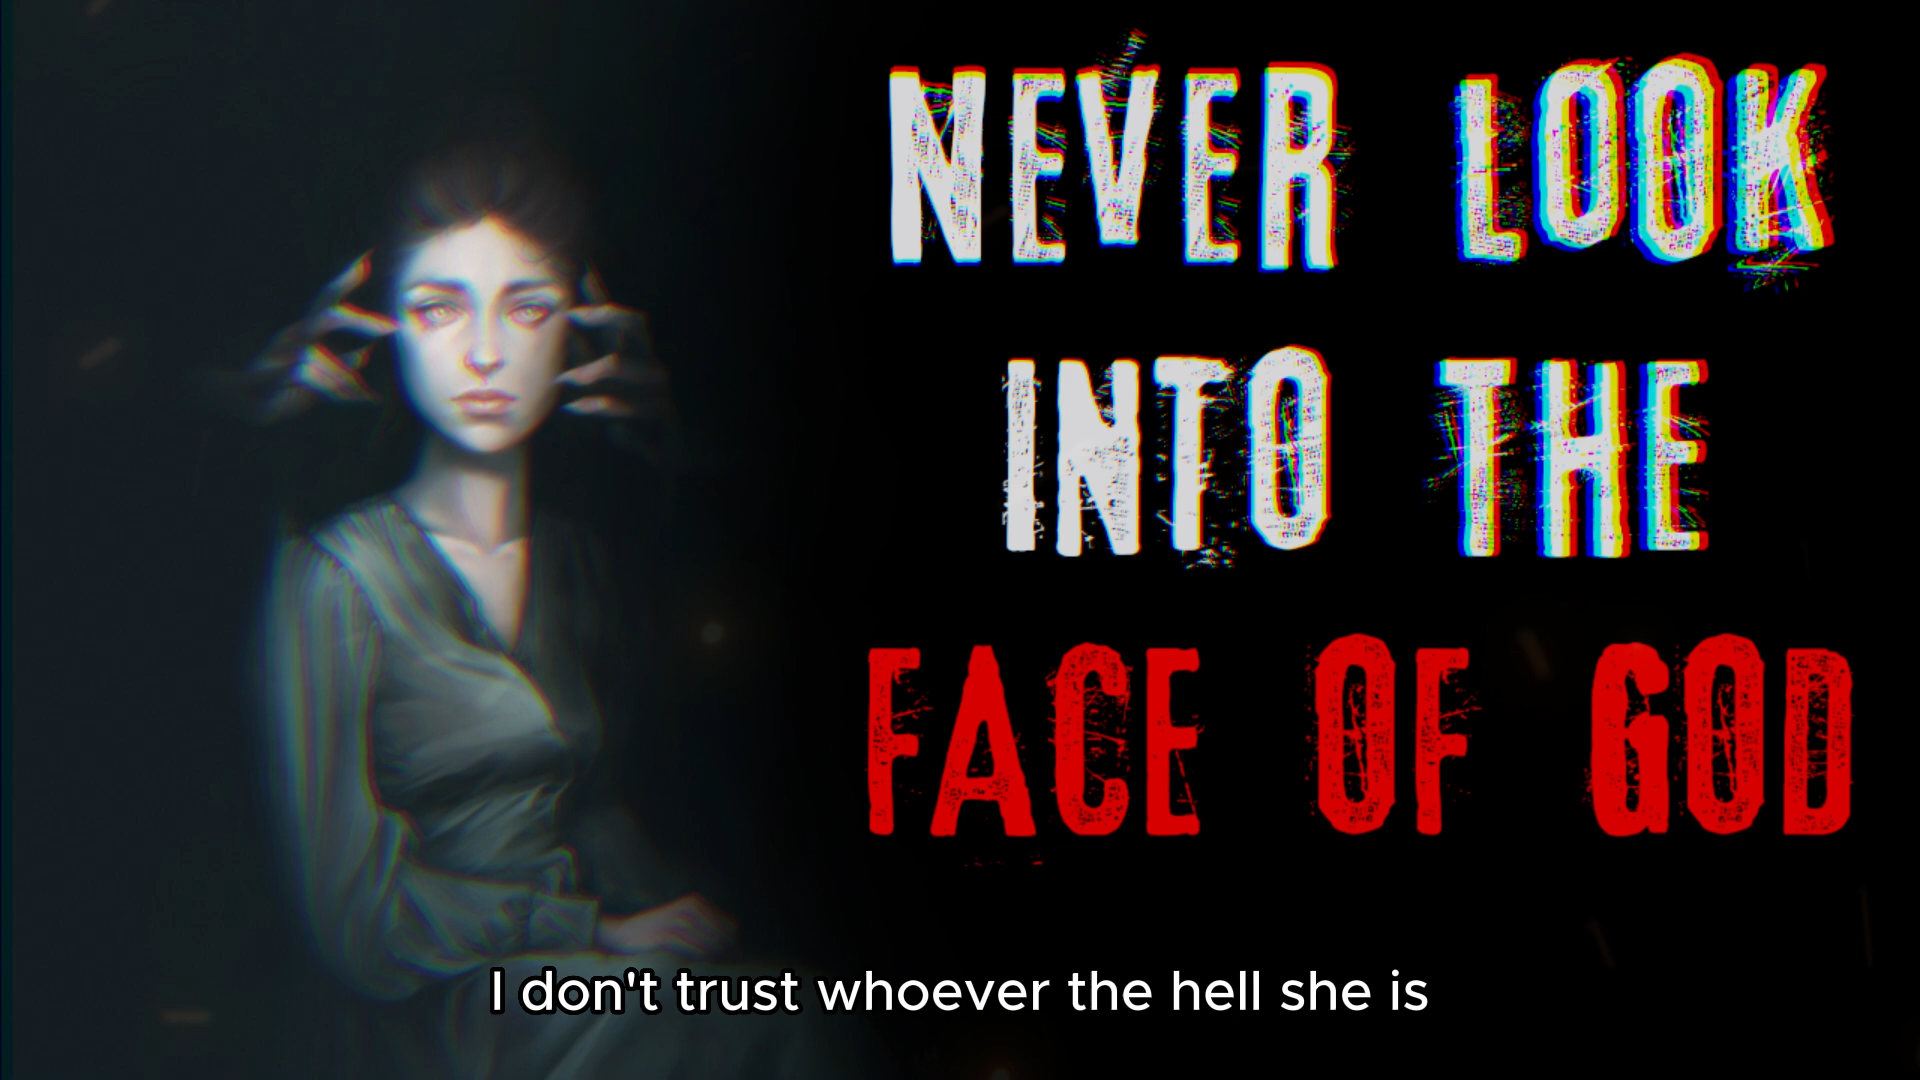 NEVER LOOK
INTO THE
FACE OF GOD
I don't trust whoever the hell she is